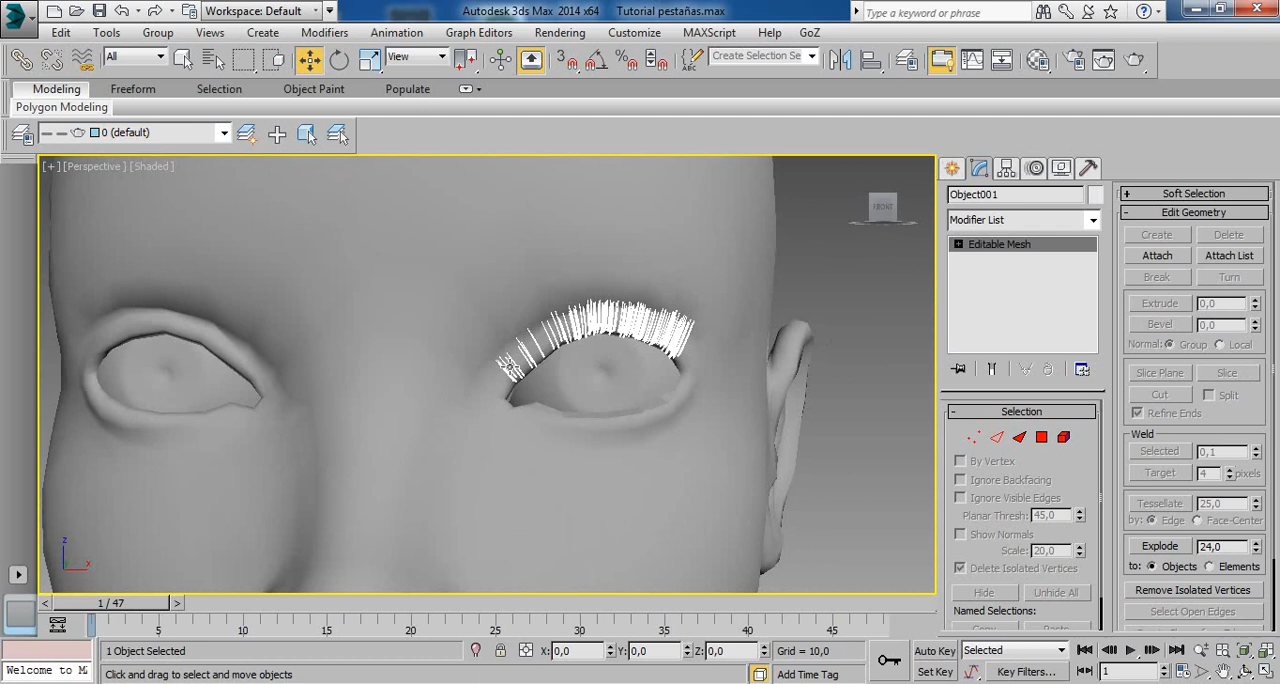 Workspace: Default
Autodesk 3ds Max 2014 x64 Tutorial pestañas.max
Type a keyword or phrase
Edit Tools Group Views Create Modifiers Animation Graph Editors Rendering Customize MAXScript Help GoZ
All View Create Selection Se
Modeling Freeform Selection Object Paint Populate
Polygon Modeling
0 (default)
[+] [Perspective] [Shaded]
FRONT
Object001
Modifier List
Editable Mesh
Selection
By Vertex
Ignore Backfacing
Ignore Visible Edges
Planar Thresh: 45,0
Show Normals
Scale: 20,0
Delete Isolated Vertices
Hide Unhide All
Named Selections:
Copy Paste
Soft Selection
Edit Geometry
Create Delete
Attach Attach List
Break Turn
Extrude 0,0
Bevel 0,0
Normal: Group Local
Slice Plane Slice
Cut Split
Refine Ends
Weld
Selected 0,1
Target 4 pixels
Tessellate 25,0
by: Edge Face-Center
Explode 24,0
to: Objects Elements
Remove Isolated Vertices
Select Open Edges
z
x
< 1 / 47 >
5 10 15 20 25 30 35 40 45
1 Object Selected X: 0,0 Y: 0,0 Z: 0,0 Grid = 10,0 Auto Key Selected
Welcome to M Click and drag to select and move objects Add Time Tag Set Key Key Filters... 1